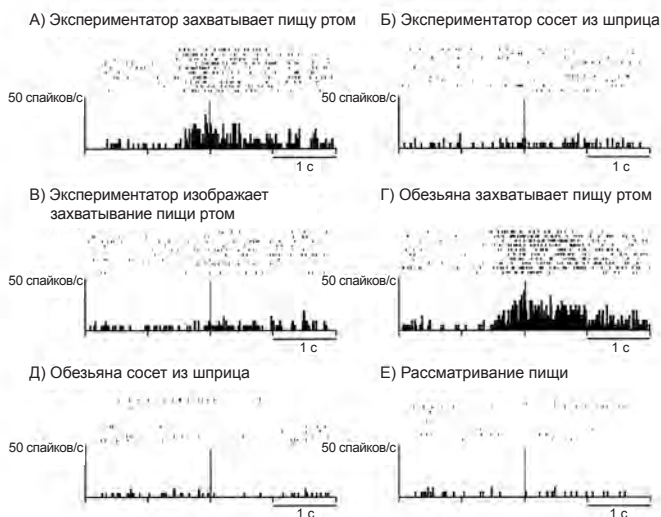 А) Экспериментатор захватывает пищу ртом
50 спайков/с
1 с
Б) Экспериментатор сосет из шприца
50 спайков/с
1 с
В) Экспериментатор изображает
захватывание пищи ртом
50 спайков/с
1 с
Г) Обезьяна захватывает пищу ртом
50 спайков/с
1 с
Д) Обезьяна сосет из шприца
50 спайков/с
1 с
Е) Рассматривание пищи
50 спайков/с
1 с